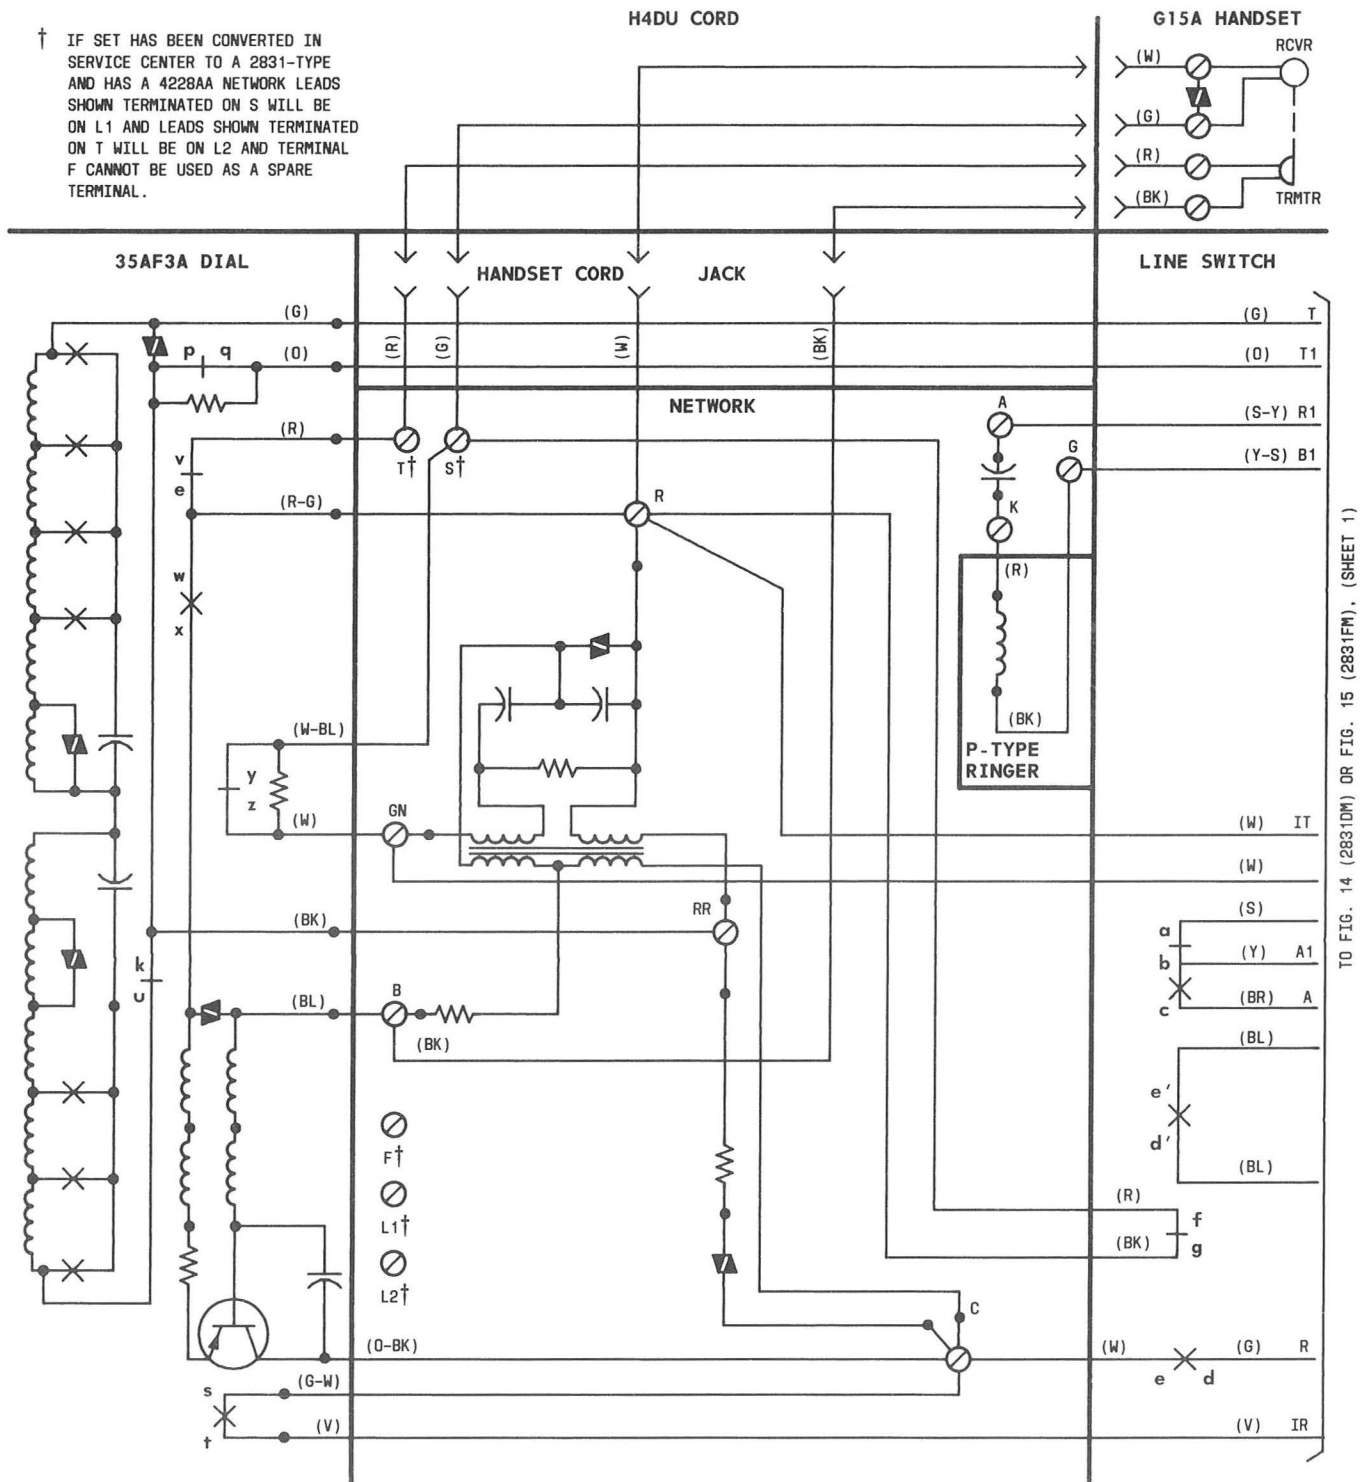 H4DU CORD
G15A HANDSET
† IF SET HAS BEEN CONVERTED IN
SERVICE CENTER TO A 2831-TYPE
AND HAS A 4228AA NETWORK LEADS
SHOWN TERMINATED ON S WILL BE
ON L1 AND LEADS SHOWN TERMINATED
ON T WILL BE ON L2 AND TERMINAL
F CANNOT BE USED AS A SPARE
TERMINAL.
RCVR
(W)
(G)
(R)
(BK)
TRMTR
35AF3A DIAL
HANDSET CORD JACK
LINE SWITCH
(G)
(G) T
p q (O)
(R)
(G)
(W)
(BK)
(O) T1
NETWORK
A
(R)
(S-Y) R1
T†
S†
G
(Y-S) B1
v
e
(R-G)
R
K
w
x
(R)
(BK)
P-TYPE
RINGER
(W-BL)
y
z
(W)
GN
(W) IT
(W)
(BK)
RR
(S)
a
b
(Y) A1
c
(BR) A
k
u
(BL)
B
(BK)
(BL)
e'
d'
(BL)
F†
L1†
L2†
(R)
f
(BK)
g
C
(O-BK)
(W)
(G) R
e d
s
(G-W)
t
(V)
(V) IR
TO FIG. 14 (2831DM) OR FIG. 15 (2831FM), (SHEET 1)